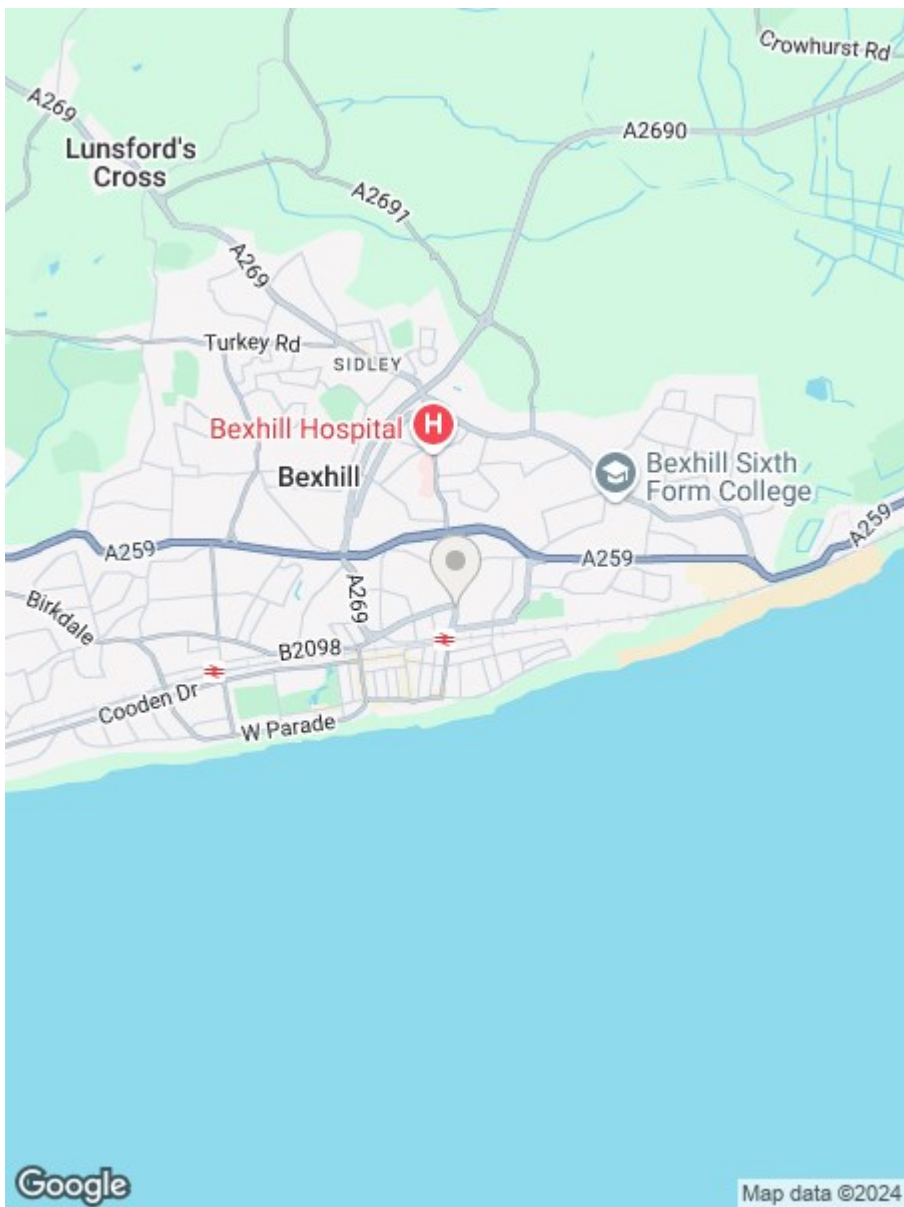 Crowhurst Rd
A269
A2690
Lunsford's
Cross
A2691
A269
Turkey Rd
SIDLEY
Bexhill Hospital
H
Bexhill
Bexhill Sixth
Form College
A259
A259
A259
Birkdale
A269
B2098
Cooden Dr
W Parade
Google
Map data ©2024